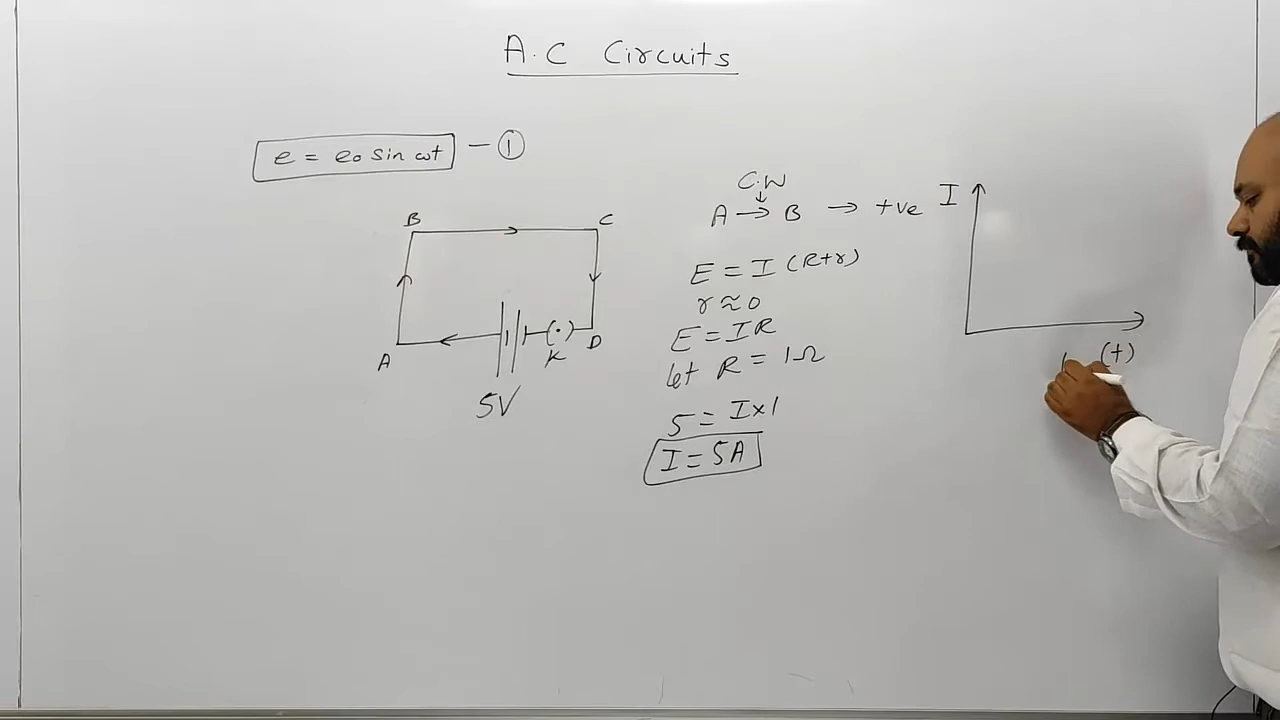 A.C Circuits
e = e₀ sin ωt — ①
B
C
A
D
K
5V
C.W
↓
A → B → +ve
E = I (R+r)
r ≈ 0
E = IR
let R = 1Ω
5 = I×1
I = 5A
I
(t)